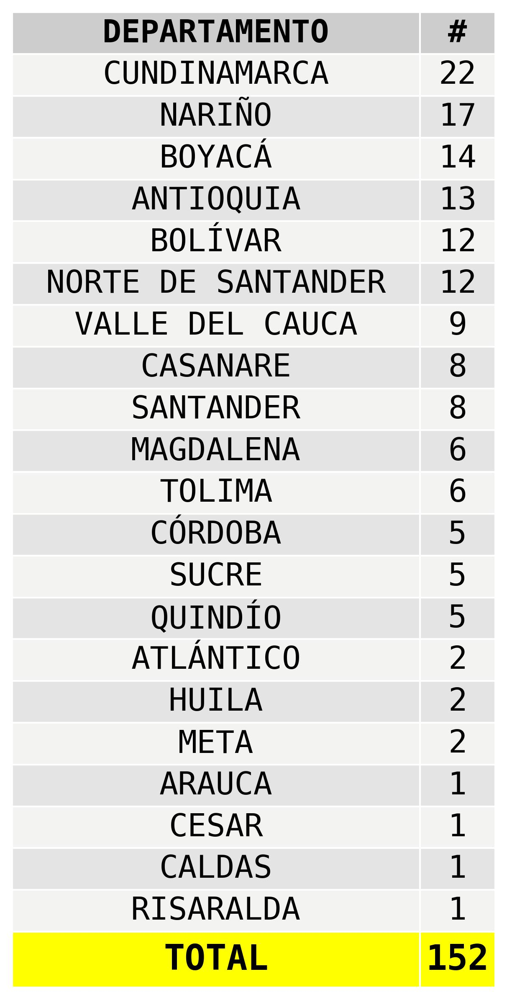 DEPARTAMENTO #
CUNDINAMARCA 22
NARIÑO 17
BOYACÁ 14
ANTIOQUIA 13
BOLÍVAR 12
NORTE DE SANTANDER 12
VALLE DEL CAUCA 9
CASANARE 8
SANTANDER 8
MAGDALENA 6
TOLIMA 6
CÓRDOBA 5
SUCRE 5
QUINDÍO 5
ATLÁNTICO 2
HUILA 2
META 2
ARAUCA 1
CESAR 1
CALDAS 1
RISARALDA 1
TOTAL 152